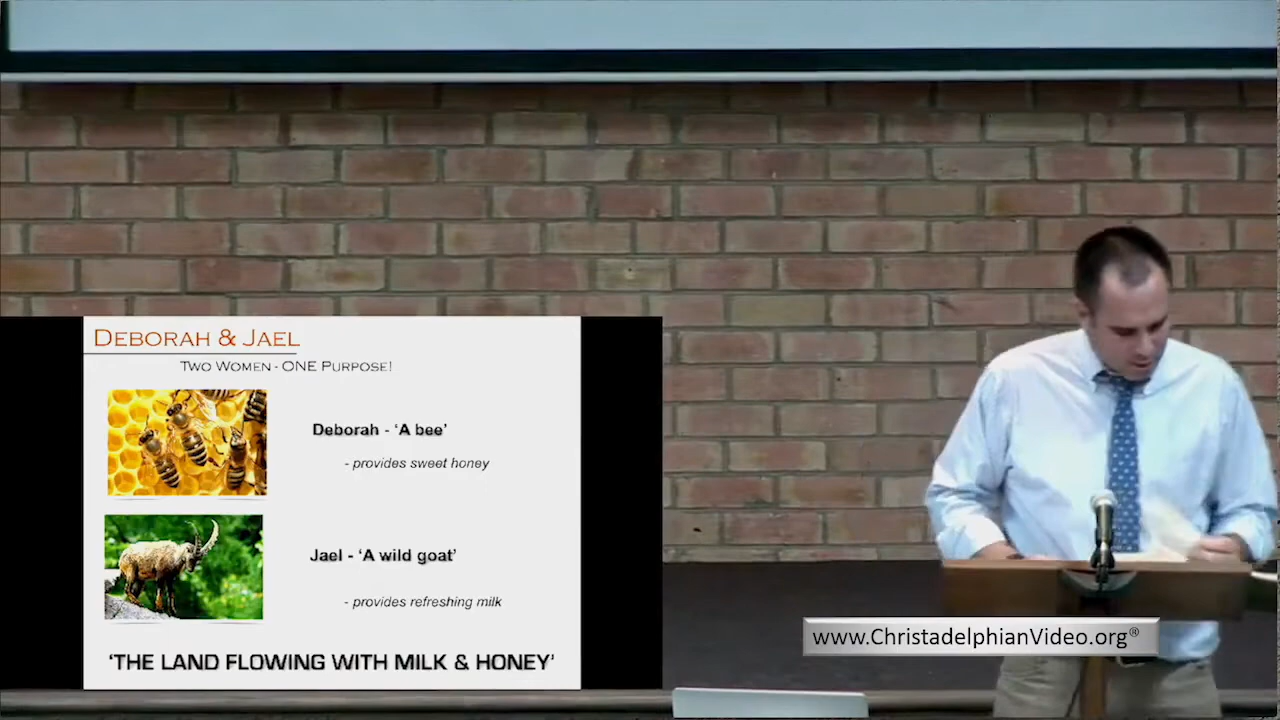 DEBORAH & JAEL
TWO WOMEN - ONE PURPOSE!
Deborah - ‘A bee’
- provides sweet honey
Jael - ‘A wild goat’
- provides refreshing milk
‘THE LAND FLOWING WITH MILK & HONEY’
www.ChristadelphianVideo.org®